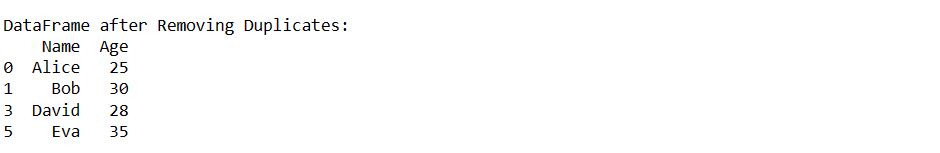 DataFrame after Removing Duplicates:
    Name  Age
0  Alice   25
1    Bob   30
3  David   28
5    Eva   35